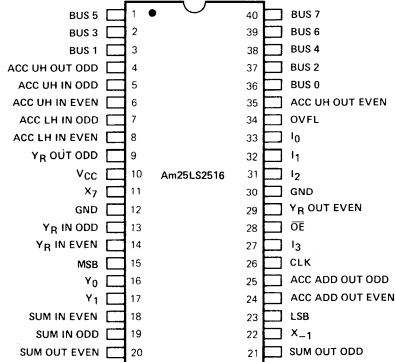 BUS 5 1 40 BUS 7
BUS 3 2 39 BUS 6
BUS 1 3 38 BUS 4
ACC UH OUT ODD 4 37 BUS 2
ACC UH IN ODD 5 36 BUS 0
ACC UH IN EVEN 6 35 ACC UH OUT EVEN
ACC LH IN ODD 7 34 OVFL
ACC LH IN EVEN 8 33 I0
YR OUT ODD 9 32 I1
VCC 10 Am25LS2516 31 I2
X7 11 30 GND
GND 12 29 YR OUT EVEN
YR IN ODD 13 28 OE
YR IN EVEN 14 27 I3
MSB 15 26 CLK
Y0 16 25 ACC ADD OUT ODD
Y1 17 24 ACC ADD OUT EVEN
SUM IN EVEN 18 23 LSB
SUM IN ODD 19 22 X−1
SUM OUT EVEN 20 21 SUM OUT ODD